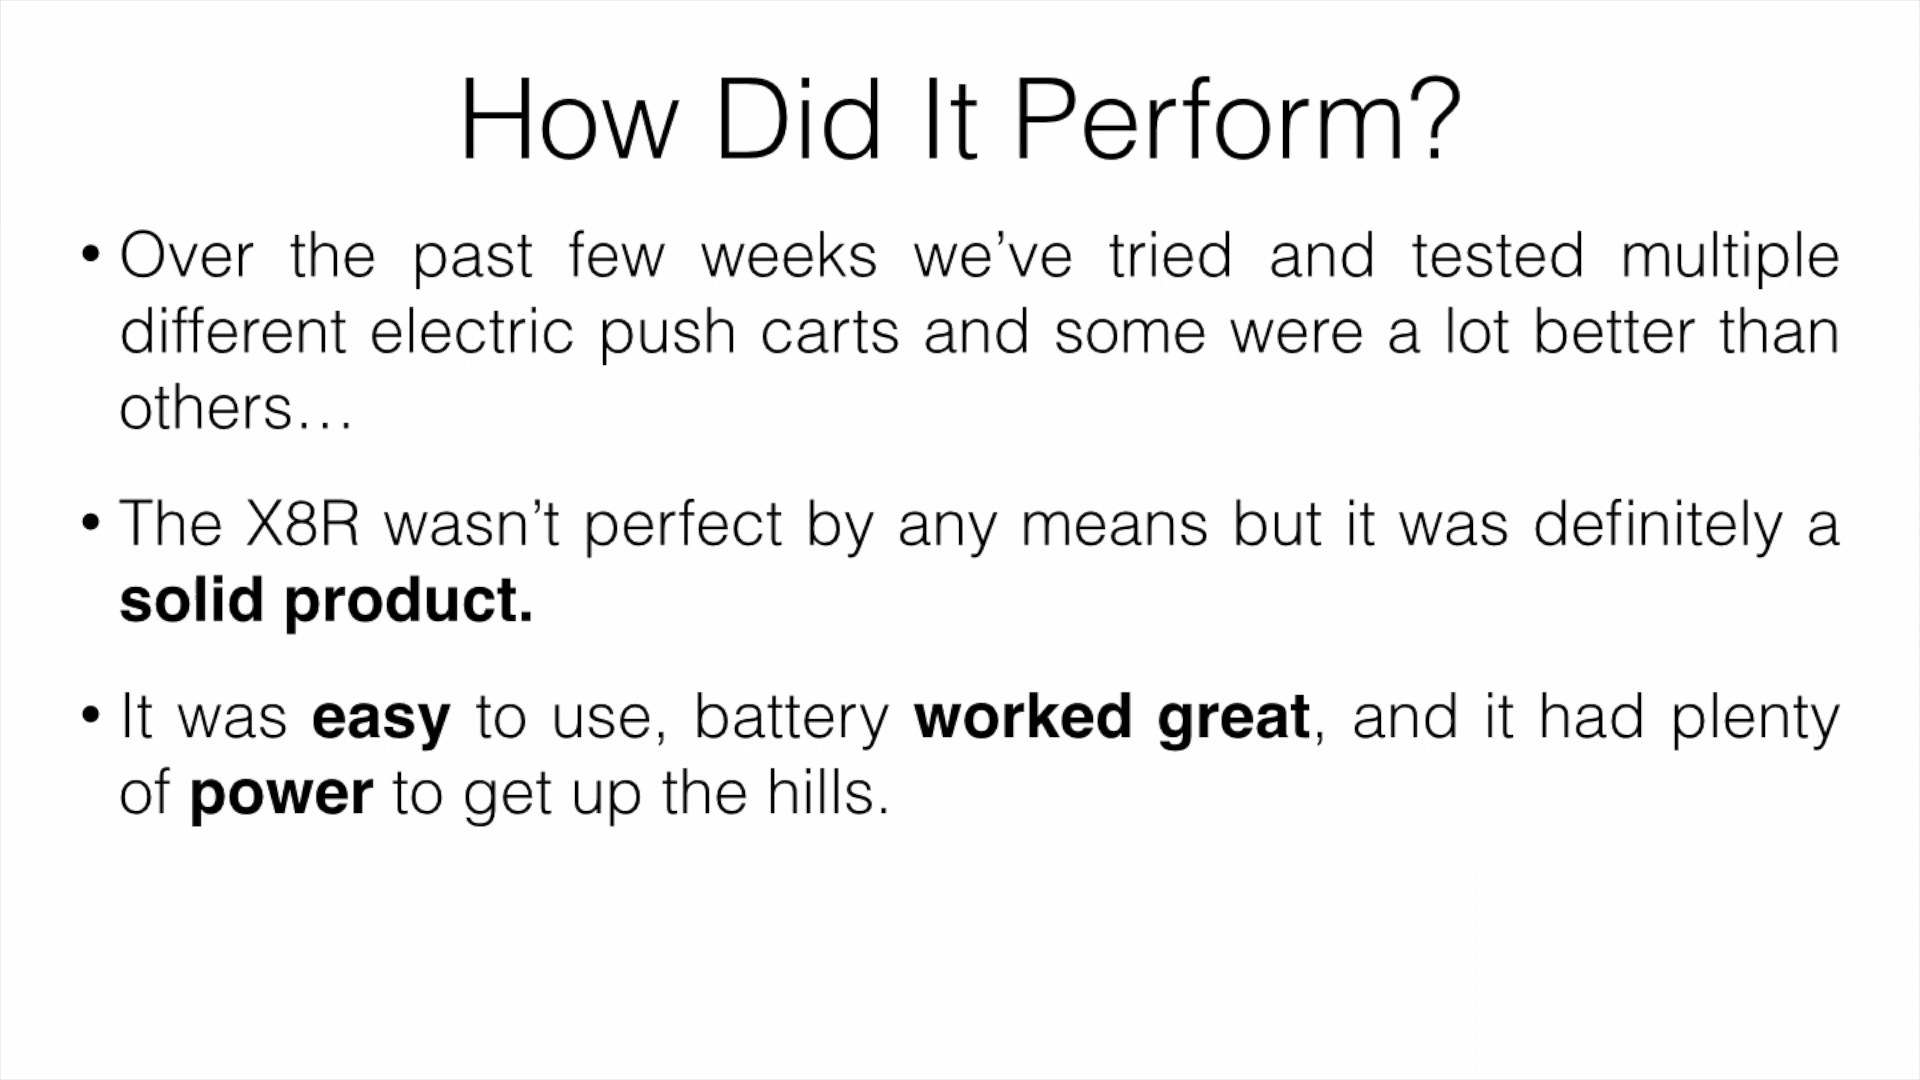 How Did It Perform?
• Over the past few weeks we’ve tried and tested multiple
different electric push carts and some were a lot better than
others…
• The X8R wasn’t perfect by any means but it was definitely a
solid product.
• It was easy to use, battery worked great, and it had plenty
of power to get up the hills.